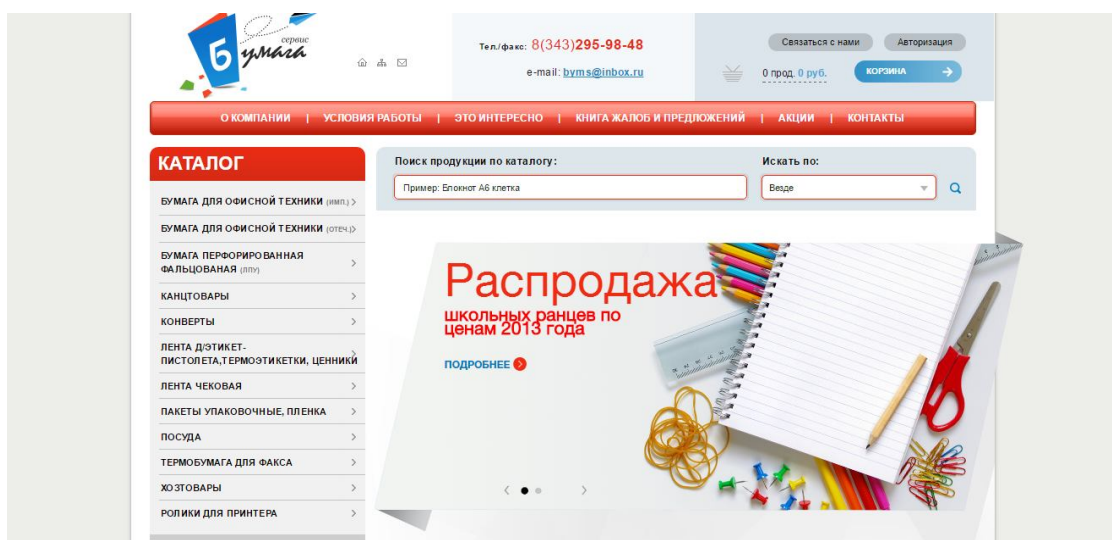 сервис
Бумага
Тел./факс: 8(343)295-98-48
e-mail: byms@inbox.ru
Связаться с нами
Авторизация
0 прод. 0 руб.
КОРЗИНА
О КОМПАНИИ | УСЛОВИЯ РАБОТЫ | ЭТО ИНТЕРЕСНО | КНИГА ЖАЛОБ И ПРЕДЛОЖЕНИЙ | АКЦИИ | КОНТАКТЫ
КАТАЛОГ
БУМАГА ДЛЯ ОФИСНОЙ ТЕХНИКИ (ИМП.)
БУМАГА ДЛЯ ОФИСНОЙ ТЕХНИКИ (ОТЕЧ.)
БУМАГА ПЕРФОРИРОВАННАЯ
ФАЛЬЦОВАНАЯ (ЛПУ)
КАНЦТОВАРЫ
КОНВЕРТЫ
ЛЕНТА Д/ЭТИКЕТ-
ПИСТОЛЕТА,ТЕРМОЭТИКЕТКИ, ЦЕННИКИ
ЛЕНТА ЧЕКОВАЯ
ПАКЕТЫ УПАКОВОЧНЫЕ, ПЛЕНКА
ПОСУДА
ТЕРМОБУМАГА ДЛЯ ФАКСА
ХОЗТОВАРЫ
РОЛИКИ ДЛЯ ПРИНТЕРА
Поиск продукции по каталогу:
Пример: Блокнот А6 клетка
Искать по:
Везде
Распродажа
школьных ранцев по
ценам 2013 года
ПОДРОБНЕЕ